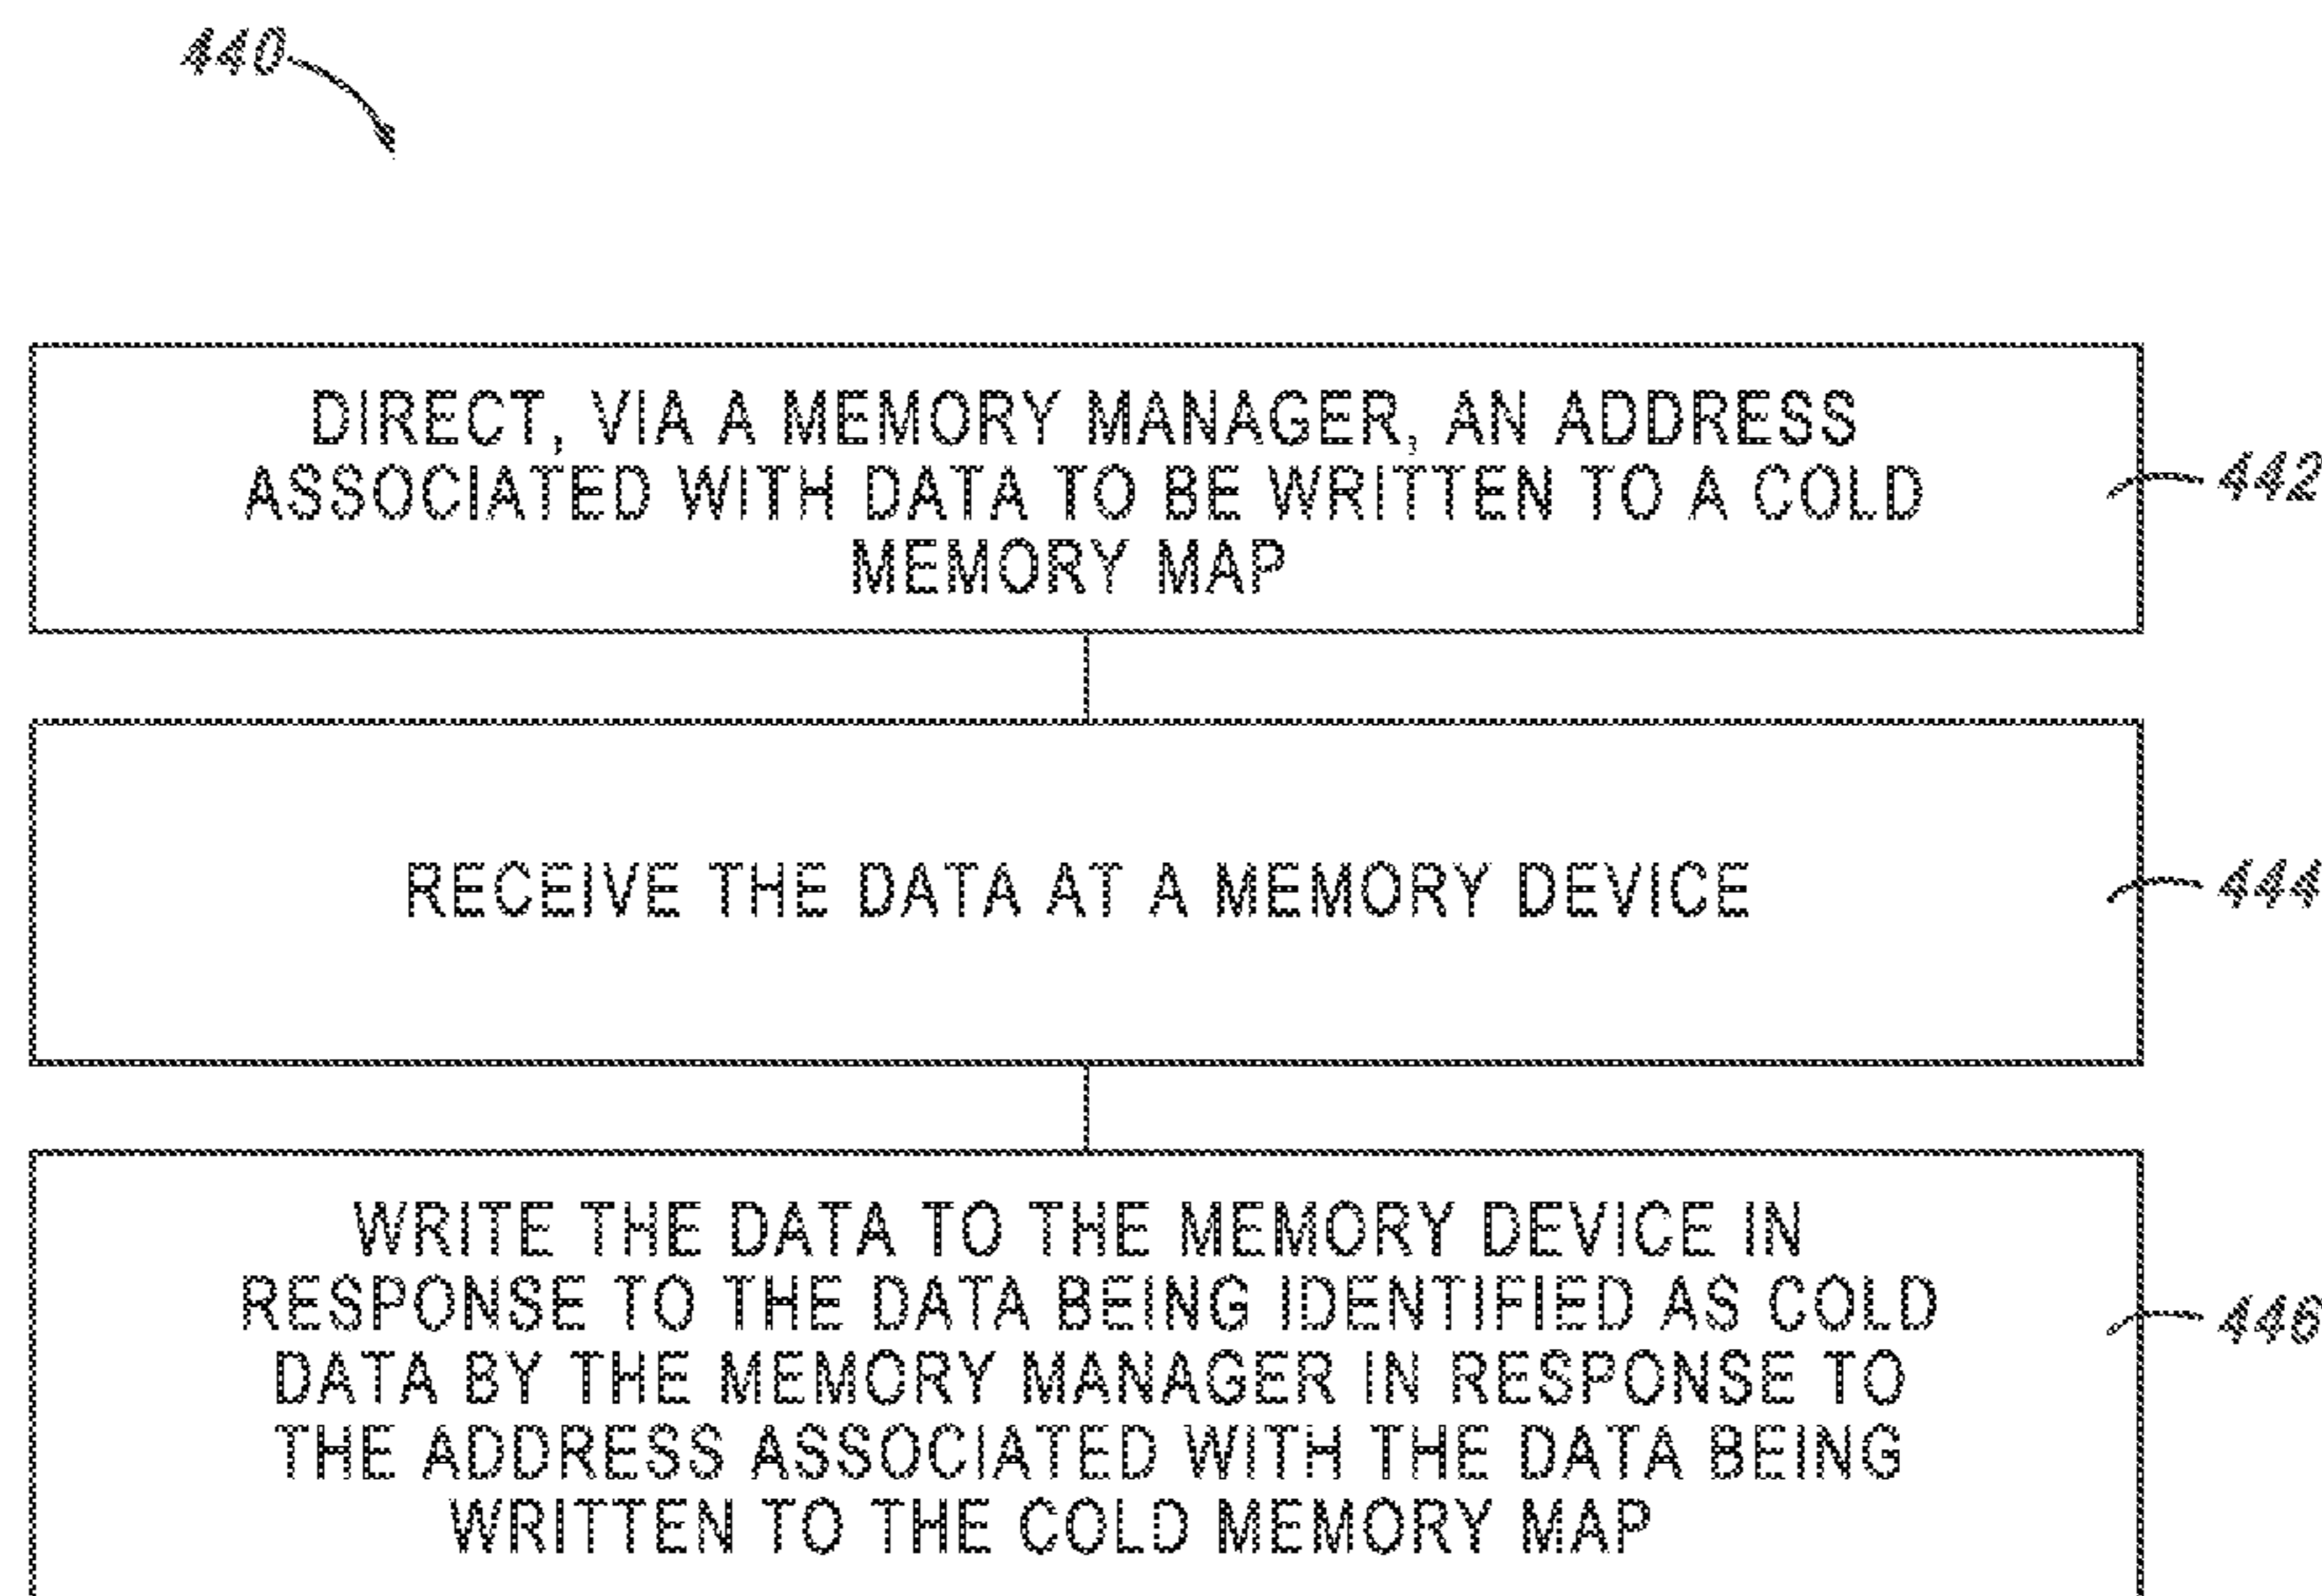 440
DIRECT, VIA A MEMORY MANAGER, AN ADDRESS
ASSOCIATED WITH DATA TO BE WRITTEN TO A COLD
MEMORY MAP
442
RECEIVE THE DATA AT A MEMORY DEVICE
444
WRITE THE DATA TO THE MEMORY DEVICE IN
RESPONSE TO THE DATA BEING IDENTIFIED AS COLD
DATA BY THE MEMORY MANAGER IN RESPONSE TO
THE ADDRESS ASSOCIATED WITH THE DATA BEING
WRITTEN TO THE COLD MEMORY MAP
446